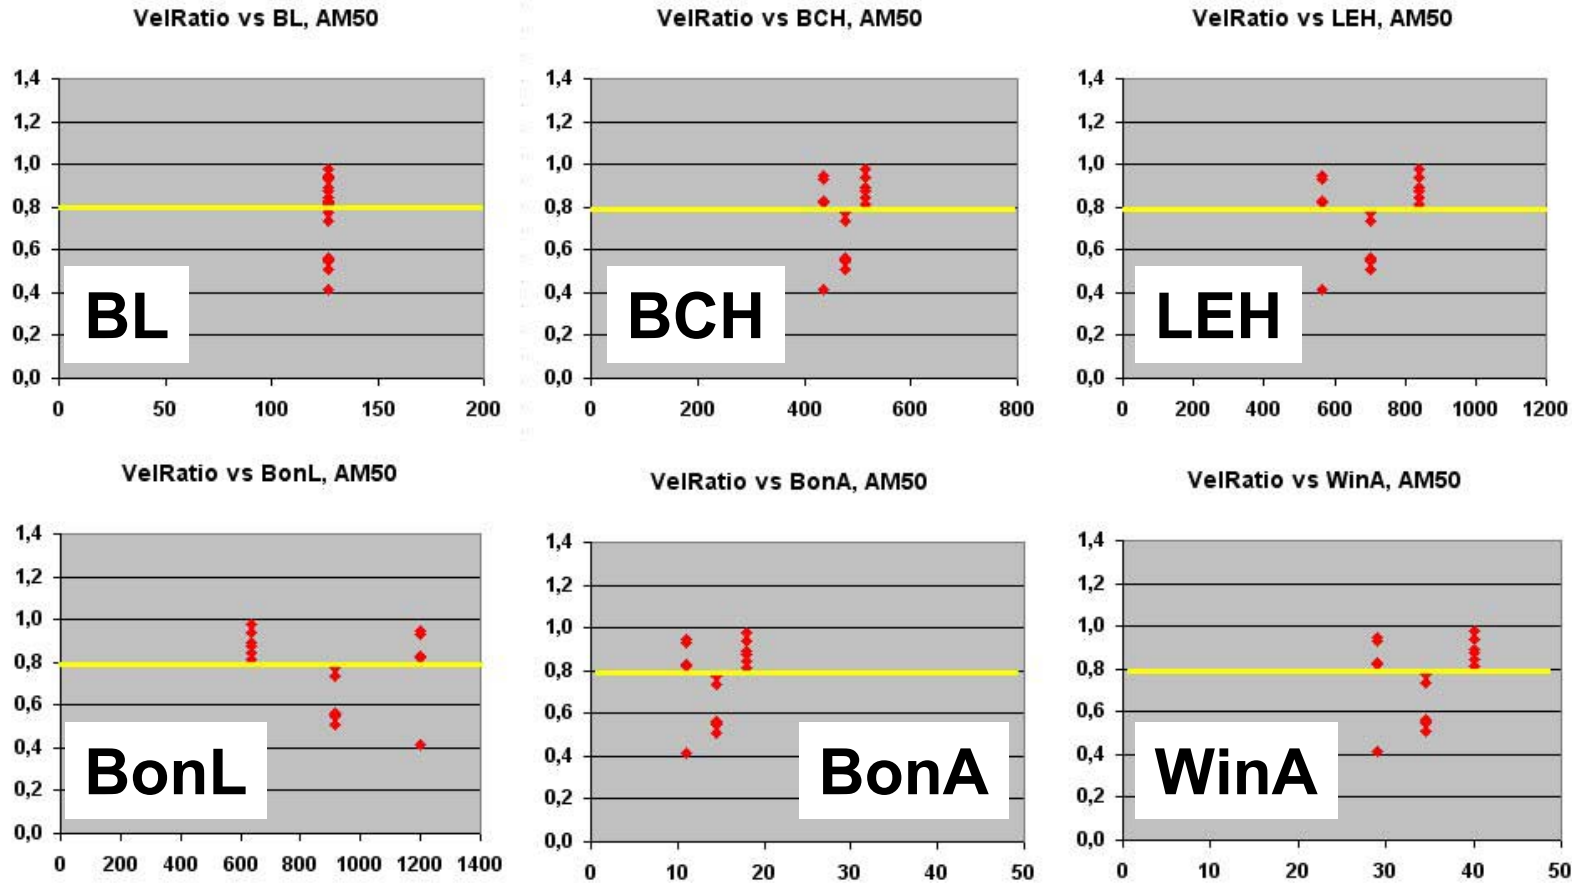 VelRatio vs BL, AM50
1,4
1,2
1,0
0,8
0,6
0,4
0,2
0,0
0 50 100 150 200
BL
VelRatio vs BCH, AM50
1,4
1,2
1,0
0,8
0,6
0,4
0,2
0,0
0 200 400 600 800
BCH
VelRatio vs LEH, AM50
1,4
1,2
1,0
0,8
0,6
0,4
0,2
0,0
0 200 400 600 800 1000 1200
LEH
VelRatio vs BonL, AM50
1,4
1,2
1,0
0,8
0,6
0,4
0,2
0,0
0 200 400 600 800 1000 1200 1400
BonL
VelRatio vs BonA, AM50
1,4
1,2
1,0
0,8
0,6
0,4
0,2
0,0
0 10 20 30 40 50
BonA
VelRatio vs WinA, AM50
1,4
1,2
1,0
0,8
0,6
0,4
0,2
0,0
0 10 20 30 40 50
WinA